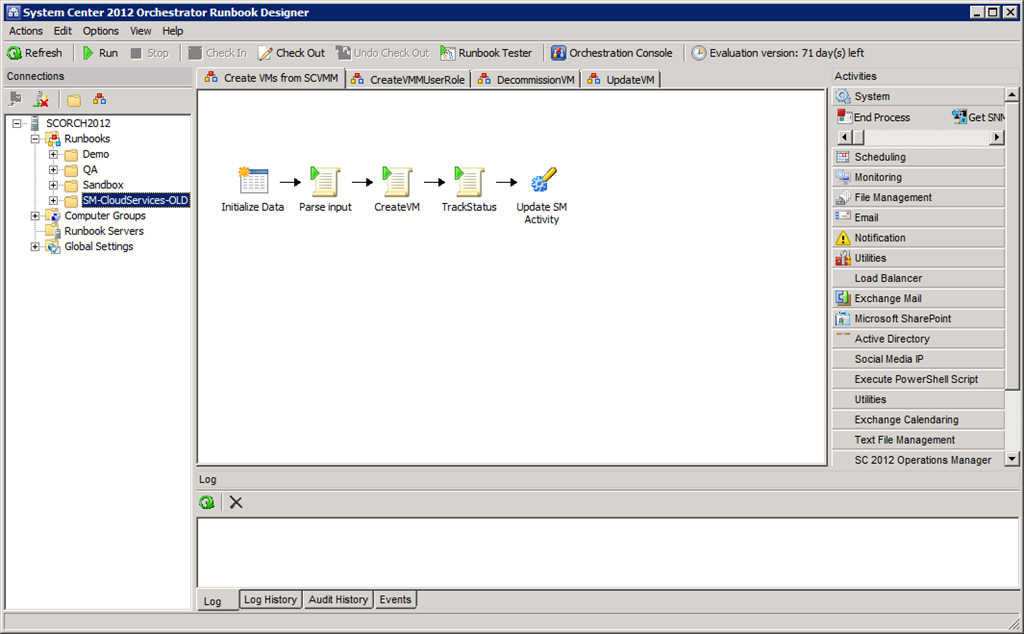 System Center 2012 Orchestrator Runbook Designer
Actions Edit Options View Help
Refresh Run Stop Check In Check Out Undo Check Out Runbook Tester Orchestration Console Evaluation version: 71 day(s) left
Connections
SCORCH2012
Runbooks
Demo
QA
Sandbox
SM-CloudServices-OLD
Computer Groups
Runbook Servers
Global Settings
Create VMs from SCVMM CreateVMMUserRole DecommissionVM UpdateVM
Initialize Data Parse input CreateVM TrackStatus Update SM
Activity
Log
Log Log History Audit History Events
Activities
System
End Process Get SNM
Scheduling
Monitoring
File Management
Email
Notification
Utilities
Load Balancer
Exchange Mail
Microsoft SharePoint
Active Directory
Social Media IP
Execute PowerShell Script
Utilities
Exchange Calendaring
Text File Management
SC 2012 Operations Manager